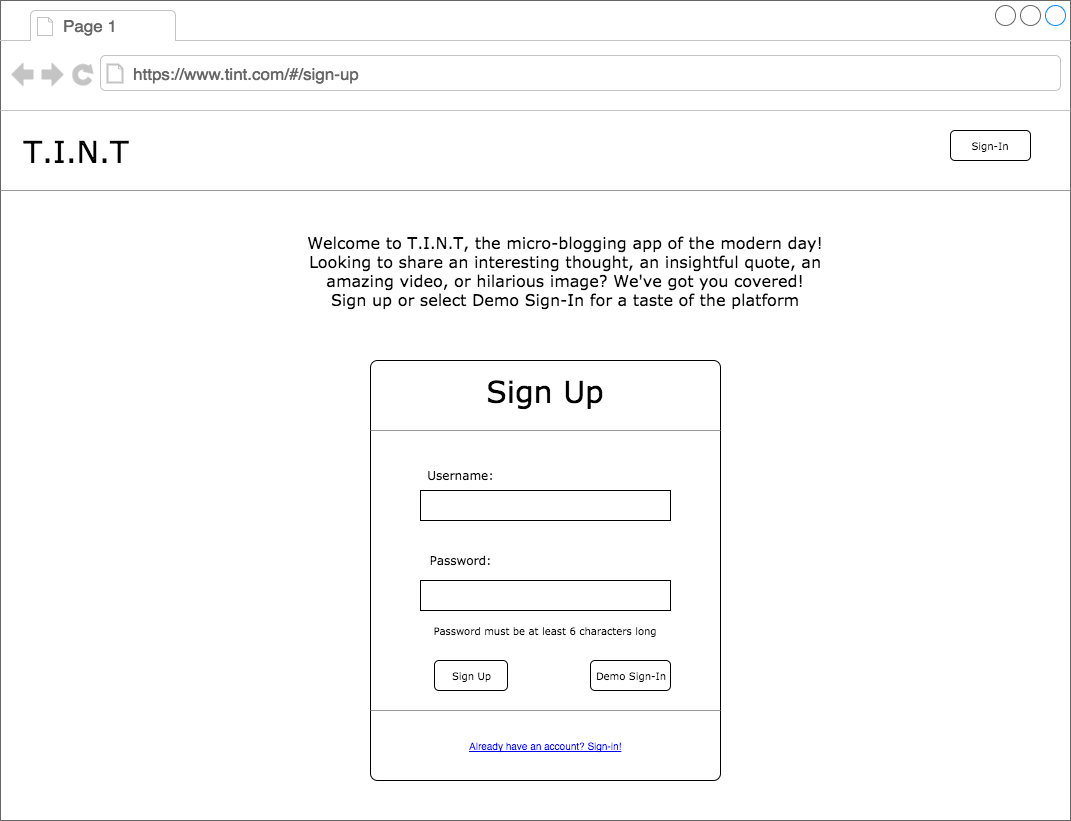 Page 1
https://www.tint.com/#/sign-up
T.I.N.T
Sign-In
Welcome to T.I.N.T, the micro-blogging app of the modern day!
Looking to share an interesting thought, an insightful quote, an
amazing video, or hilarious image? We've got you covered!
Sign up or select Demo Sign-In for a taste of the platform
Sign Up
Username:
Password:
Password must be at least 6 characters long
Sign Up
Demo Sign-In
Already have an account? Sign-in!